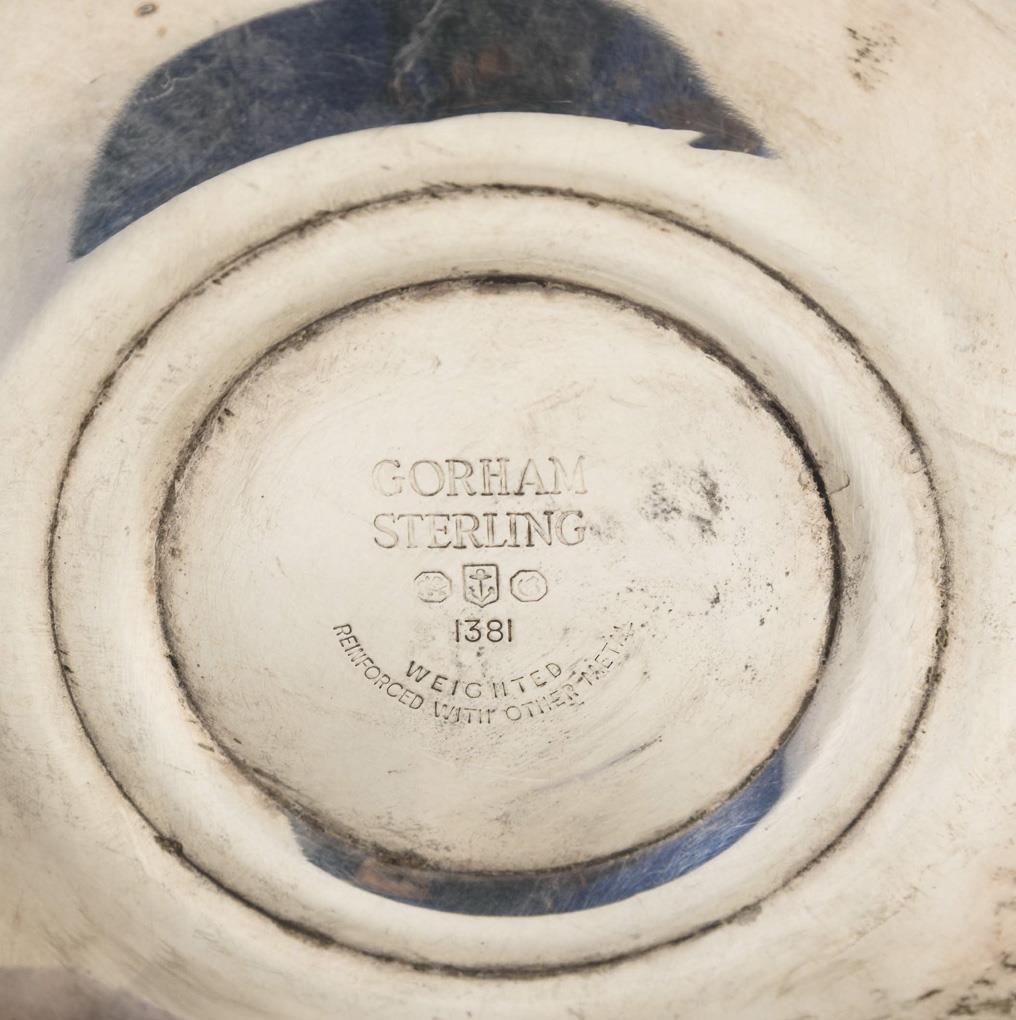 GORHAM
STERLING
1381
WEIGHTED
REINFORCED WITH OTHER METAL